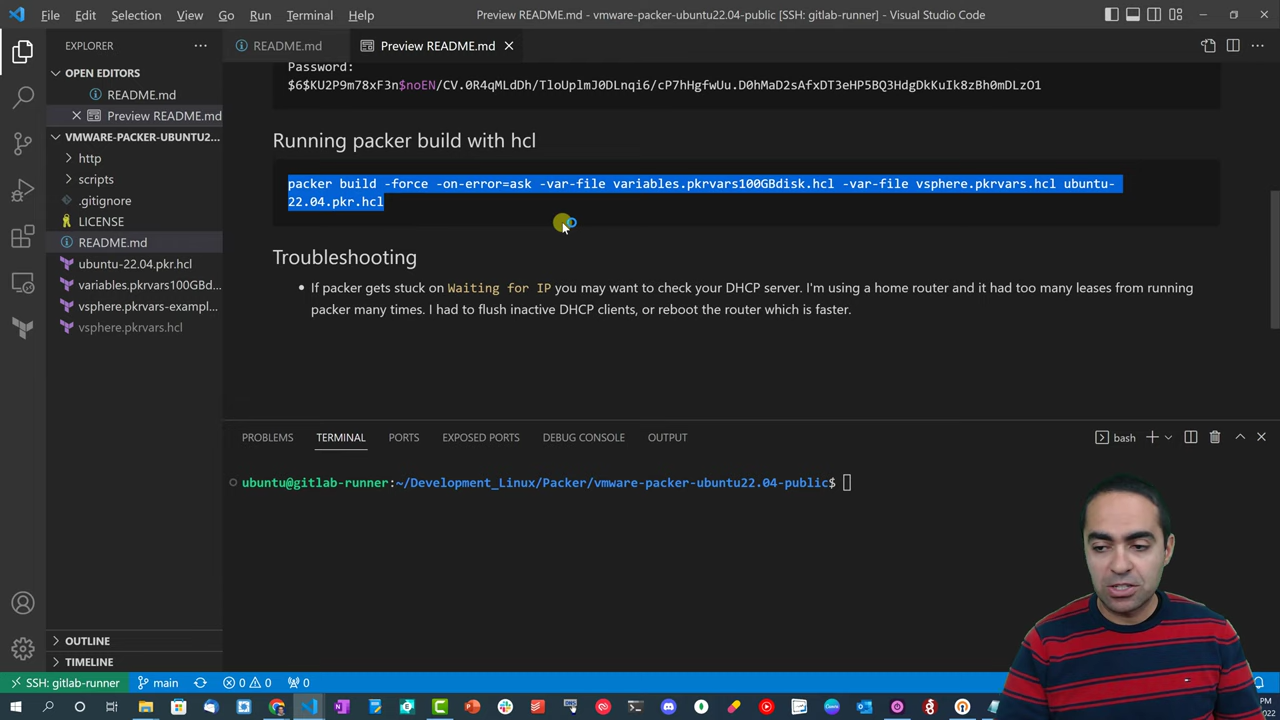 File Edit Selection View Go Run Terminal Help
Preview README.md - vmware-packer-ubuntu22.04-public [SSH: gitlab-runner] - Visual Studio Code
EXPLORER
OPEN EDITORS
README.md
Preview README.md
VMWARE-PACKER-UBUNTU2...
http
scripts
.gitignore
LICENSE
README.md
ubuntu-22.04.pkr.hcl
variables.pkrvars100GBd...
vsphere.pkrvars-exampl...
vsphere.pkrvars.hcl
OUTLINE
TIMELINE
README.md
Preview README.md
Password:
$6$KU2P9m78xF3n$noEN/CV.0R4qMLdDh/TloUplmJ0DLnqi6/cP7hHgfwUu.D0hMaD2sAfxDT3eHP5BQ3HdgDkKuIk8zBh0mDLzO1
Running packer build with hcl
packer build -force -on-error=ask -var-file variables.pkrvars100GBdisk.hcl -var-file vsphere.pkrvars.hcl ubuntu-
22.04.pkr.hcl
Troubleshooting
• If packer gets stuck on Waiting for IP you may want to check your DHCP server. I'm using a home router and it had too many leases from running
packer many times. I had to flush inactive DHCP clients, or reboot the router which is faster.
PROBLEMS TERMINAL PORTS EXPOSED PORTS DEBUG CONSOLE OUTPUT
bash
ubuntu@gitlab-runner:~/Development_Linux/Packer/vmware-packer-ubuntu22.04-public$
SSH: gitlab-runner main 0 0 0
PM
2022